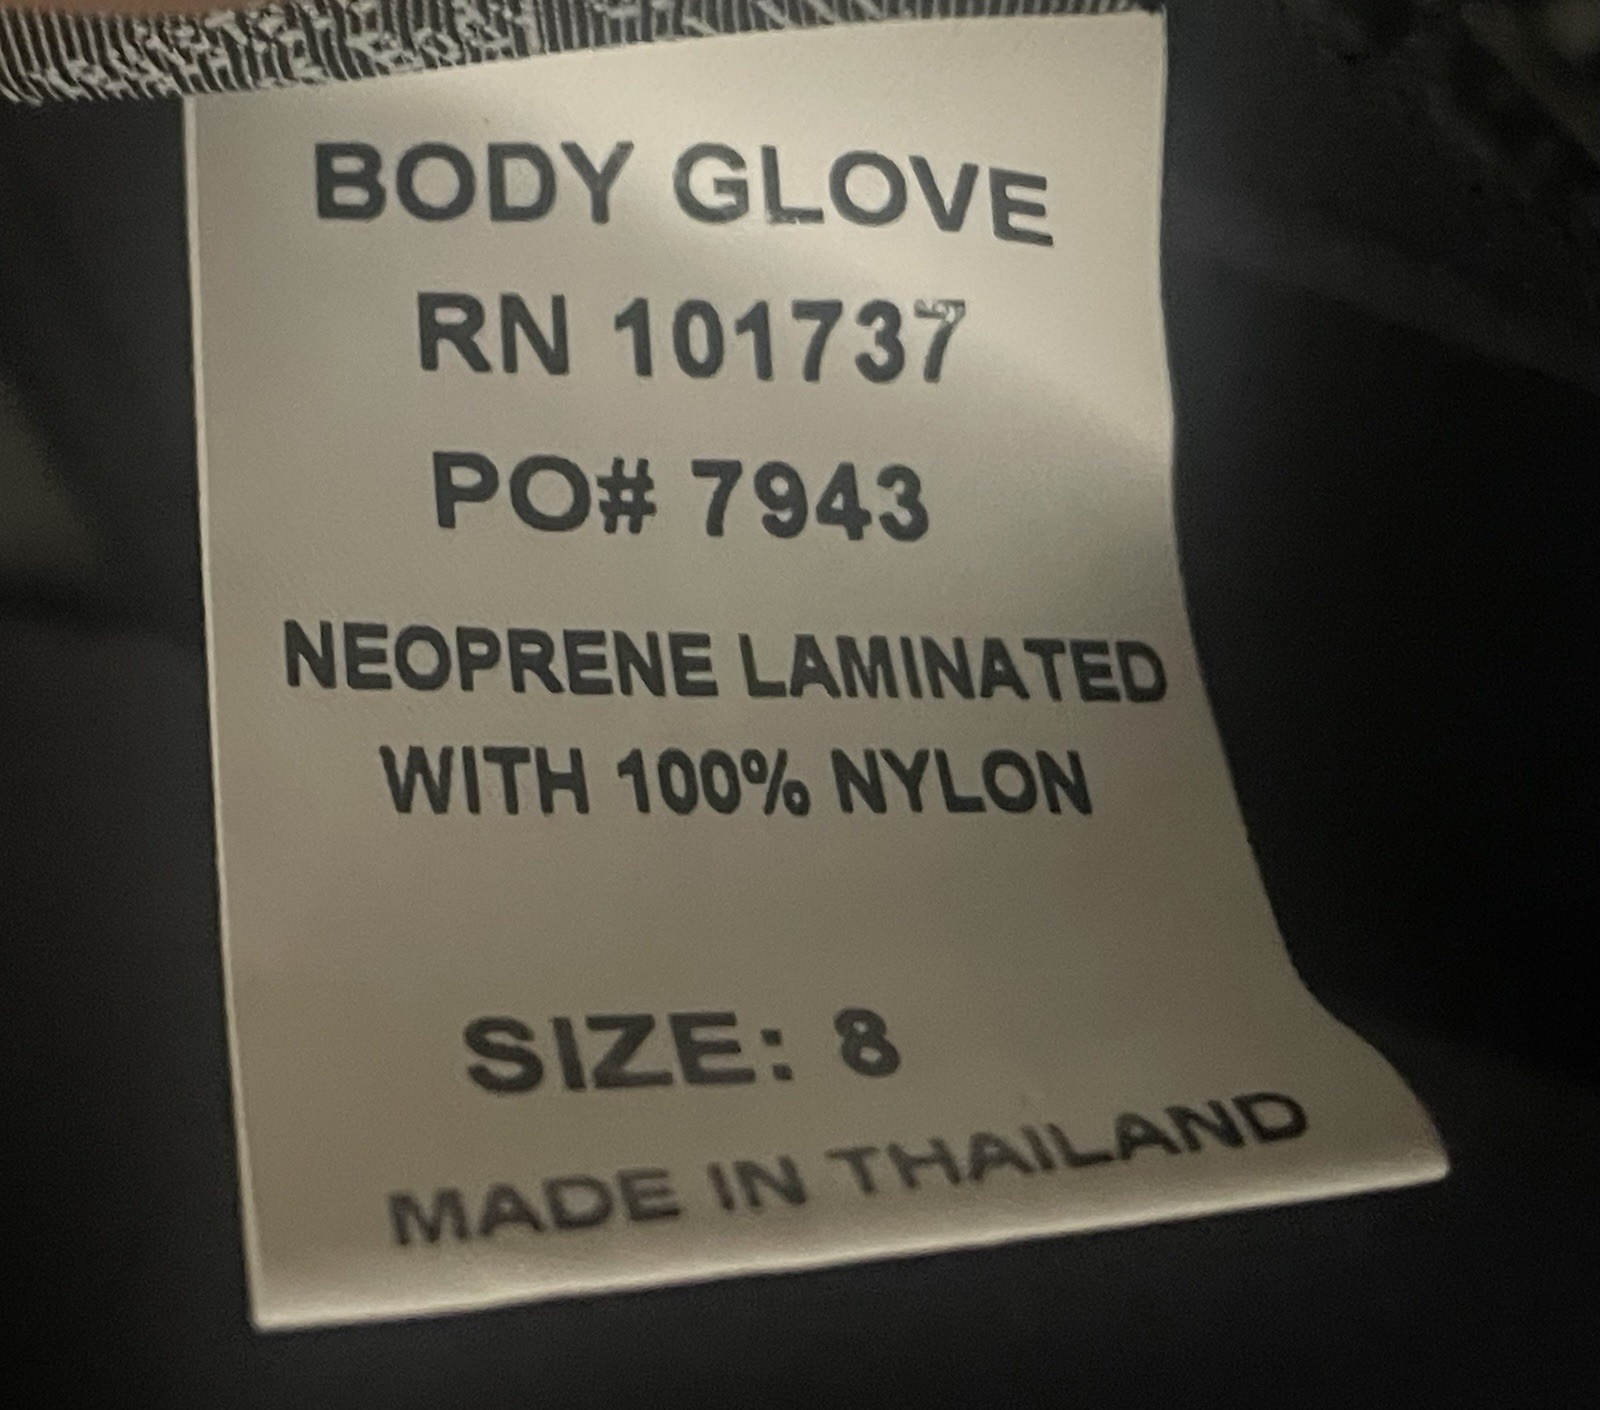 BODY GLOVE
RN 101737
PO# 7943
NEOPRENE LAMINATED
WITH 100% NYLON
SIZE: 8
MADE IN THAILAND